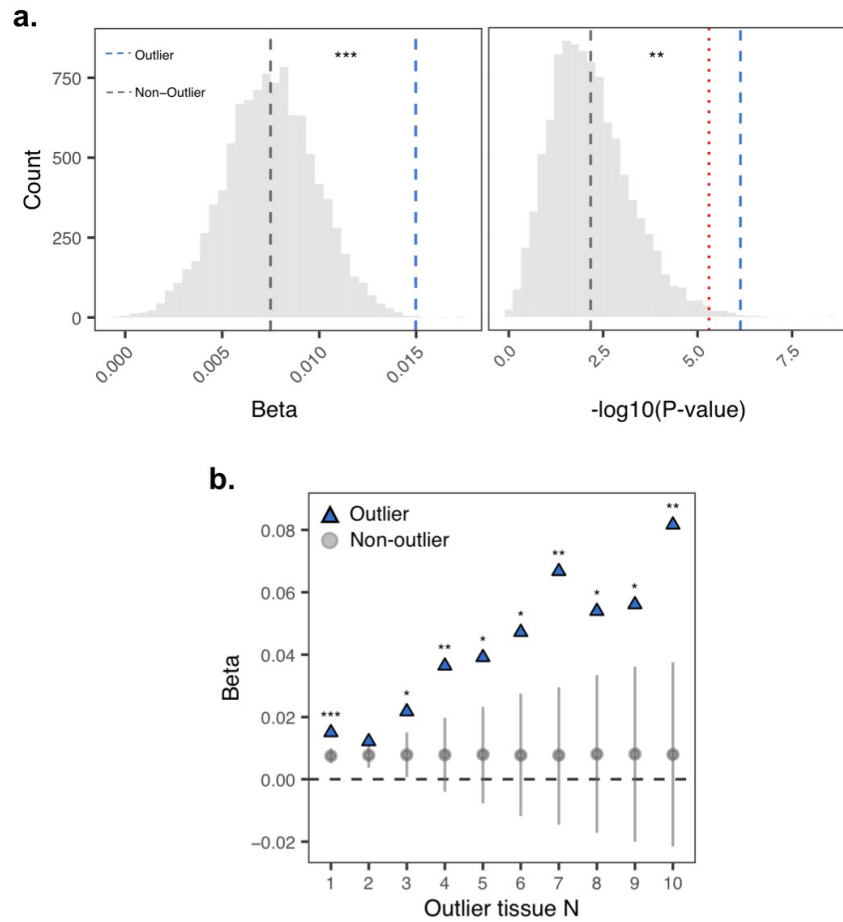 a.
Outlier
Non-Outlier
***
**
750
500
250
0
Count
0.000
0.005
0.010
0.015
Beta
0.0
2.5
5.0
7.5
-log10(P-value)
b.
Outlier
Non-outlier
***
*
**
*
*
**
*
*
**
0.08
0.06
0.04
0.02
0.00
−0.02
Beta
1 2 3 4 5 6 7 8 9 10
Outlier tissue N